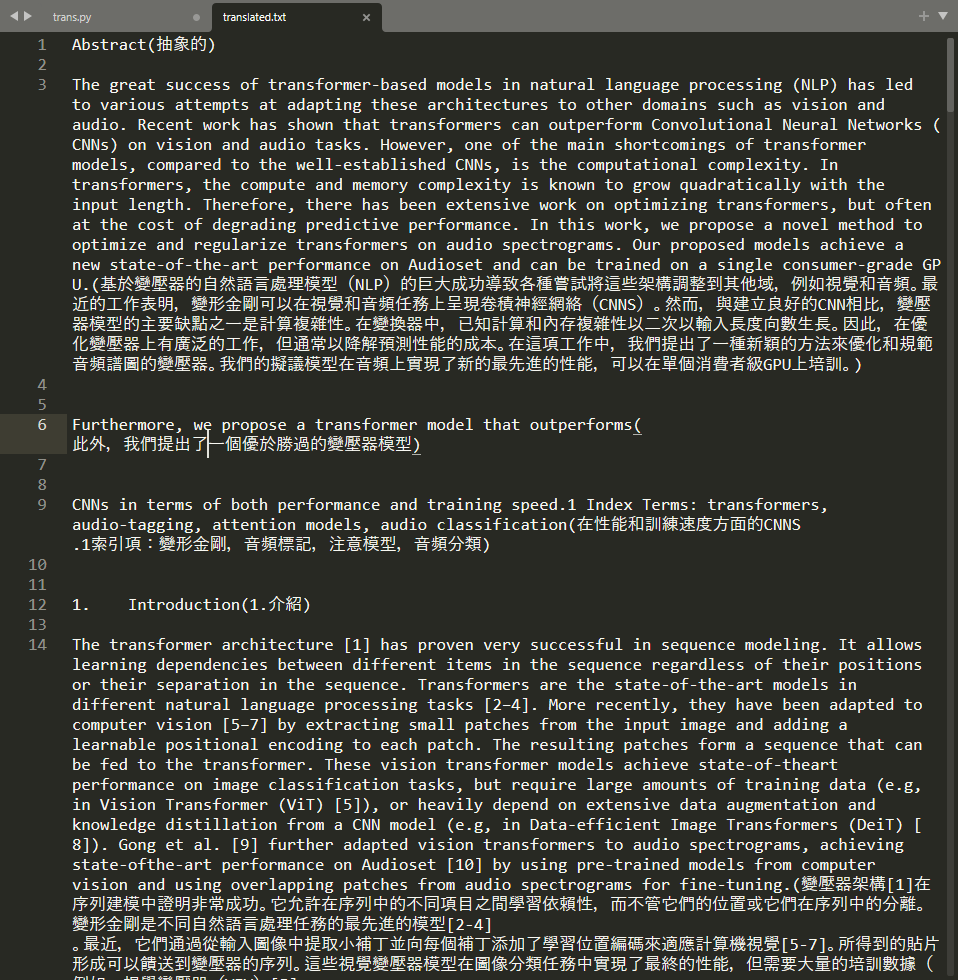 trans.py
translated.txt
1 Abstract(抽象的)
2
3 The great success of transformer-based models in natural language processing (NLP) has led
to various attempts at adapting these architectures to other domains such as vision and
audio. Recent work has shown that transformers can outperform Convolutional Neural Networks (
CNNs) on vision and audio tasks. However, one of the main shortcomings of transformer
models, compared to the well-established CNNs, is the computational complexity. In
transformers, the compute and memory complexity is known to grow quadratically with the
input length. Therefore, there has been extensive work on optimizing transformers, but often
at the cost of degrading predictive performance. In this work, we propose a novel method to
optimize and regularize transformers on audio spectrograms. Our proposed models achieve a
new state-of-the-art performance on Audioset and can be trained on a single consumer-grade GP
U.(基於變壓器的自然語言處理模型（NLP）的巨大成功導致各種嘗試將這些架構調整到其他域，例如視覺和音頻。最
近的工作表明，變形金剛可以在視覺和音頻任務上呈現卷積神經網絡（CNNS）。然而，與建立良好的CNN相比，變壓
器模型的主要缺點之一是計算複雜性。在變換器中，已知計算和內存複雜性以二次以輸入長度向數生長。因此，在優
化變壓器上有廣泛的工作，但通常以降解預測性能的成本。在這項工作中，我們提出了一種新穎的方法來優化和規範
音頻譜圖的變壓器。我們的擬議模型在音頻上實現了新的最先進的性能，可以在單個消費者級GPU上培訓。)
4
5
6 Furthermore, we propose a transformer model that outperforms(
此外，我們提出了一個優於勝過的變壓器模型)
7
8
9 CNNs in terms of both performance and training speed.1 Index Terms: transformers,
audio-tagging, attention models, audio classification(在性能和訓練速度方面的CNNS
.1索引項：變形金剛，音頻標記，注意模型，音頻分類)
10
11
12 1. Introduction(1.介紹)
13
14 The transformer architecture [1] has proven very successful in sequence modeling. It allows
learning dependencies between different items in the sequence regardless of their positions
or their separation in the sequence. Transformers are the state-of-the-art models in
different natural language processing tasks [2–4]. More recently, they have been adapted to
computer vision [5–7] by extracting small patches from the input image and adding a
learnable positional encoding to each patch. The resulting patches form a sequence that can
be fed to the transformer. These vision transformer models achieve state-of-theart
performance on image classification tasks, but require large amounts of training data (e.g,
in Vision Transformer (ViT) [5]), or heavily depend on extensive data augmentation and
knowledge distillation from a CNN model (e.g, in Data-efficient Image Transformers (DeiT) [
8]). Gong et al. [9] further adapted vision transformers to audio spectrograms, achieving
state-ofthe-art performance on Audioset [10] by using pre-trained models from computer
vision and using overlapping patches from audio spectrograms for fine-tuning.(變壓器架構[1]在
序列建模中證明非常成功。它允許在序列中的不同項目之間學習依賴性，而不管它們的位置或它們在序列中的分離。
變形金剛是不同自然語言處理任務的最先進的模型[2-4]
。最近，它們通過從輸入圖像中提取小補丁並向每個補丁添加了學習位置編碼來適應計算機視覺[5-7]。所得到的貼片
形成可以饋送到變壓器的序列。這些視覺變壓器模型在圖像分類任務中實現了最終的性能，但需要大量的培訓數據（